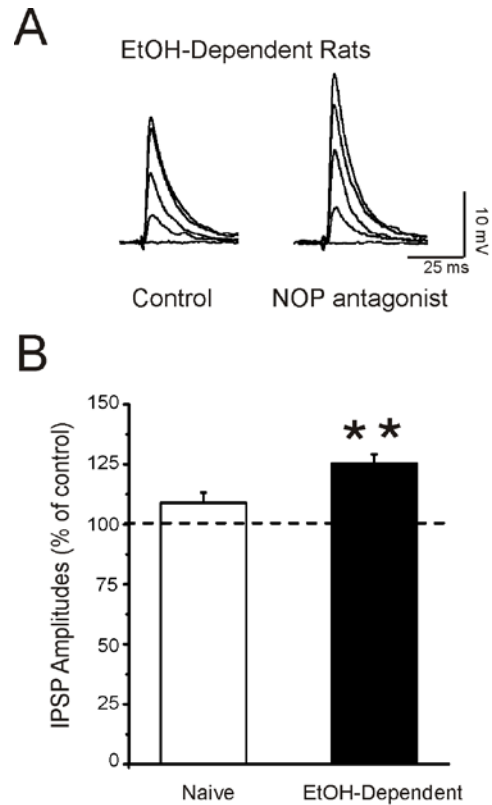 A
EtOH-Dependent Rats
10 mV
25 ms
Control
NOP antagonist
B
IPSP Amplitudes (% of control)
150
125
100
75
50
25
0
**
Naive
EtOH-Dependent